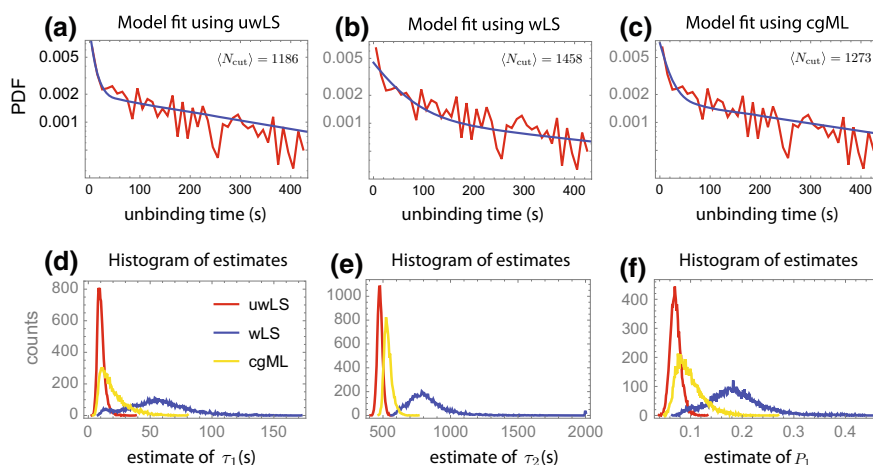 (a) Model fit using uwLS
(b) Model fit using wLS
(c) Model fit using cgML
PDF
0.005
0.002
0.001
⟨N_cut⟩ = 1186
0 100 200 300 400
unbinding time (s)
0.005
0.002
0.001
⟨N_cut⟩ = 1458
0 100 200 300 400
unbinding time (s)
0.005
0.002
0.001
⟨N_cut⟩ = 1273
0 100 200 300 400
unbinding time (s)
(d) Histogram of estimates
(e) Histogram of estimates
(f) Histogram of estimates
counts
800
600
400
200
0
uwLS
wLS
cgML
0 50 100 150
estimate of τ₁(s)
1000
800
600
400
200
0
500 1000 1500 2000
estimate of τ₂(s)
400
300
200
100
0
0.1 0.2 0.3 0.4
estimate of P₁